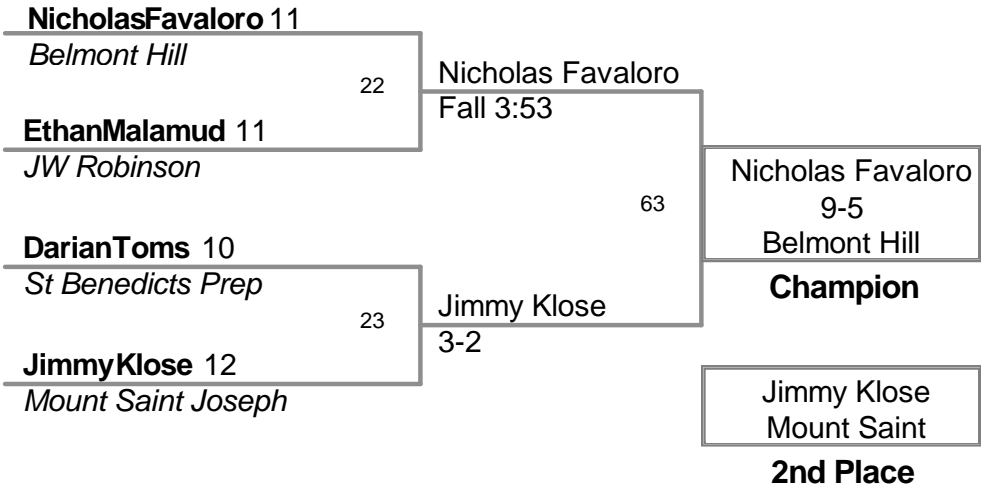 NicholasFavaloro 11
Belmont Hill
22
EthanMalamud 11
JW Robinson
DarianToms 10
St Benedicts Prep
23
JimmyKlose 12
Mount Saint Joseph
Nicholas Favaloro
Fall 3:53
63
Jimmy Klose
3-2
Nicholas Favaloro
9-5
Belmont Hill
Champion
Jimmy Klose
Mount Saint
2nd Place